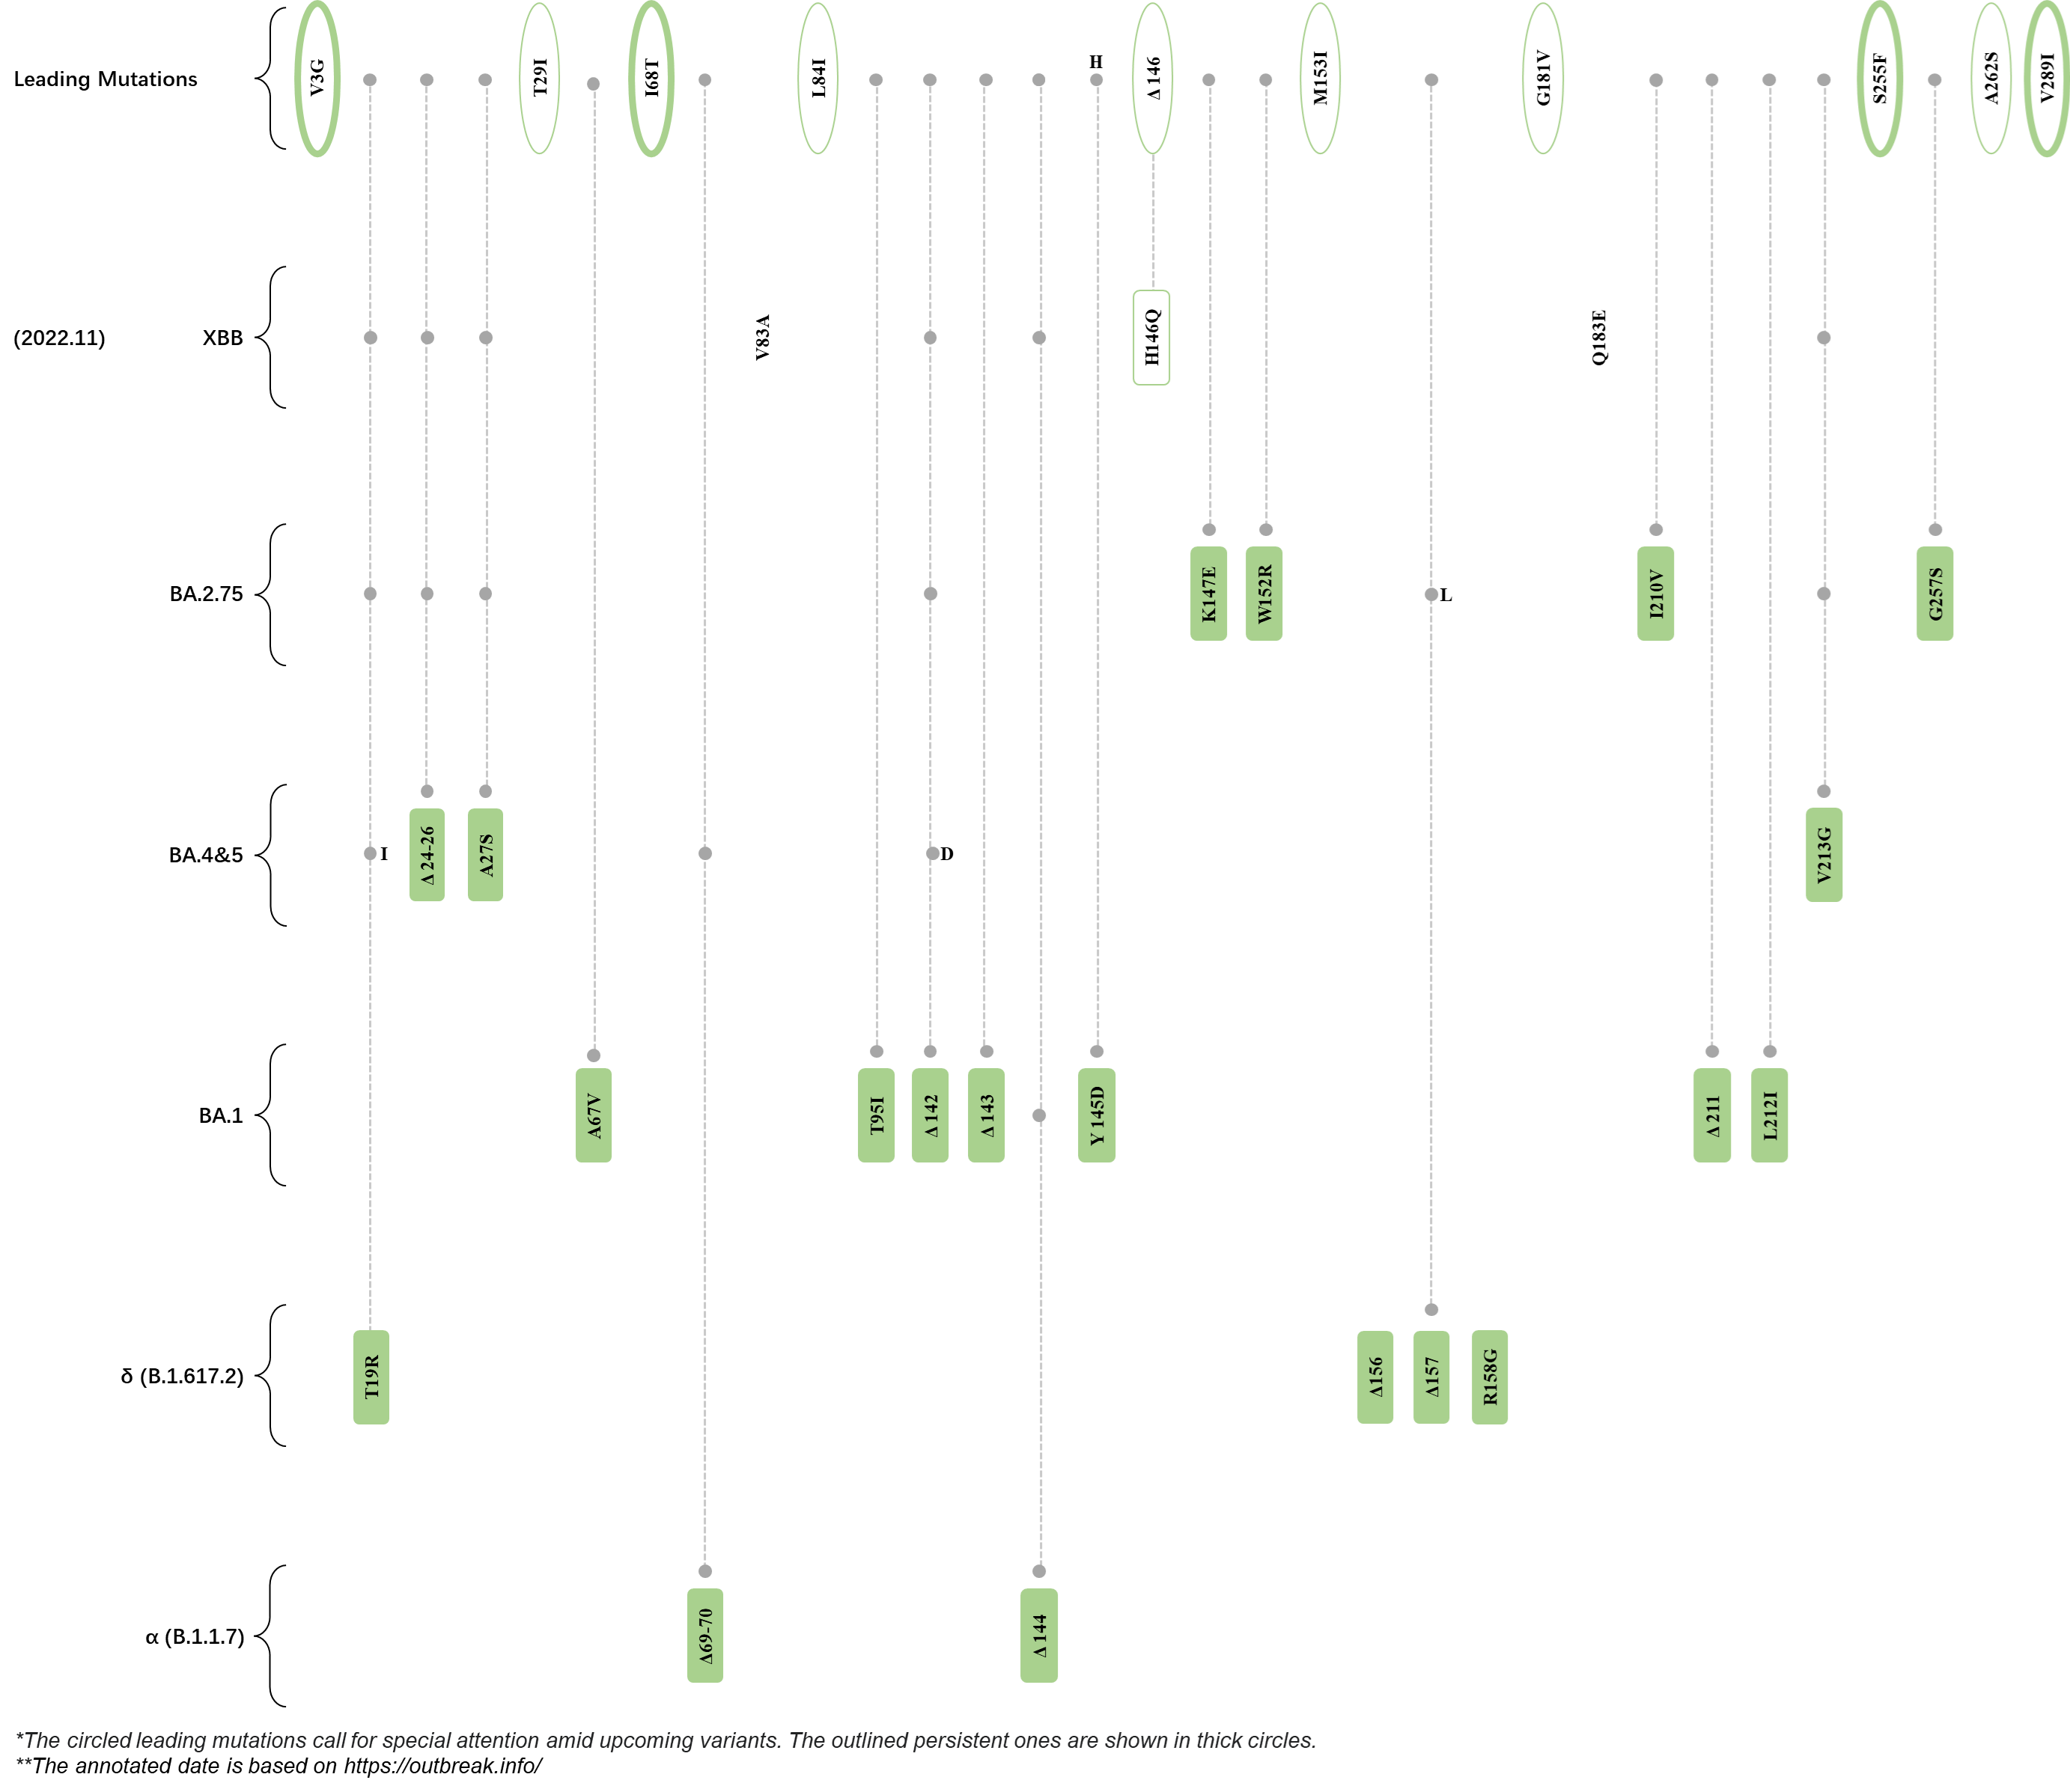 Leading Mutations
V3G
T29I
I68T
L84I
H
Δ146
M153I
G181V
S255F
A262S
V289I
(2022.11)
XBB
V83A
H146Q
Q183E
BA.2.75
K147E
W152R
L
I210V
G257S
BA.4&5
I
Δ24-26
A27S
D
V213G
BA.1
A67V
T95I
Δ142
Δ143
Y145D
Δ211
L212I
δ (B.1.617.2)
T19R
Δ156
Δ157
R158G
α (B.1.1.7)
Δ69-70
Δ144
*The circled leading mutations call for special attention amid upcoming variants. The outlined persistent ones are shown in thick circles.
**The annotated date is based on https://outbreak.info/